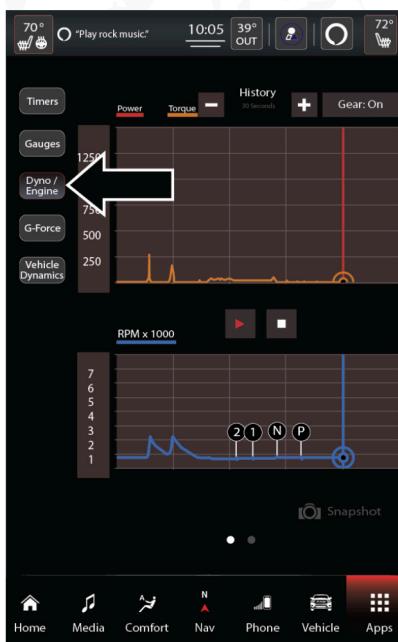 70°
"Play rock music."
10:05
39°
OUT
72°
Timers
Gauges
Dyno /
Engine
G-Force
Vehicle
Dynamics
Power
Torque
History
30 Seconds
Gear: On
500
250
RPM x 1000
7
6
5
4
3
2
1
2
1
N
P
Snapshot
Home
Media
A
Comfort
N
Nav
Phone
Vehicle
Apps